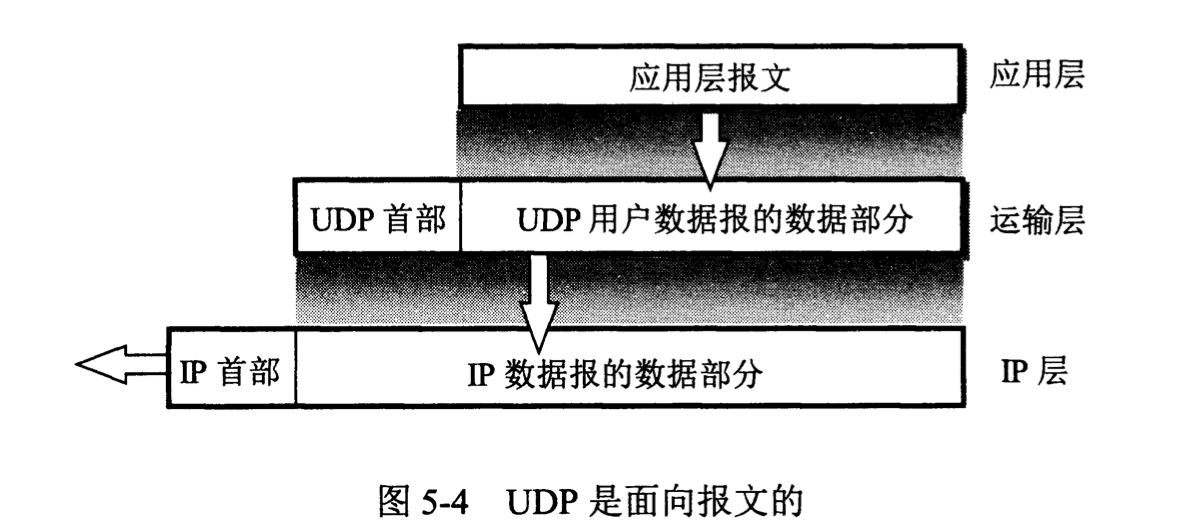 应用层报文 应用层
UDP 首部 UDP 用户数据报的数据部分 运输层
IP 首部 IP 数据报的数据部分 IP 层
图 5-4 UDP 是面向报文的